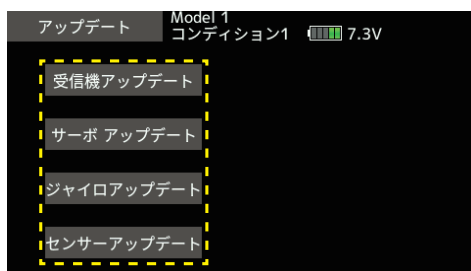 アップデート
Model 1
コンディション1 7.3V
受信機アップデート
サーボ アップデート
ジャイロアップデート
センサーアップデート